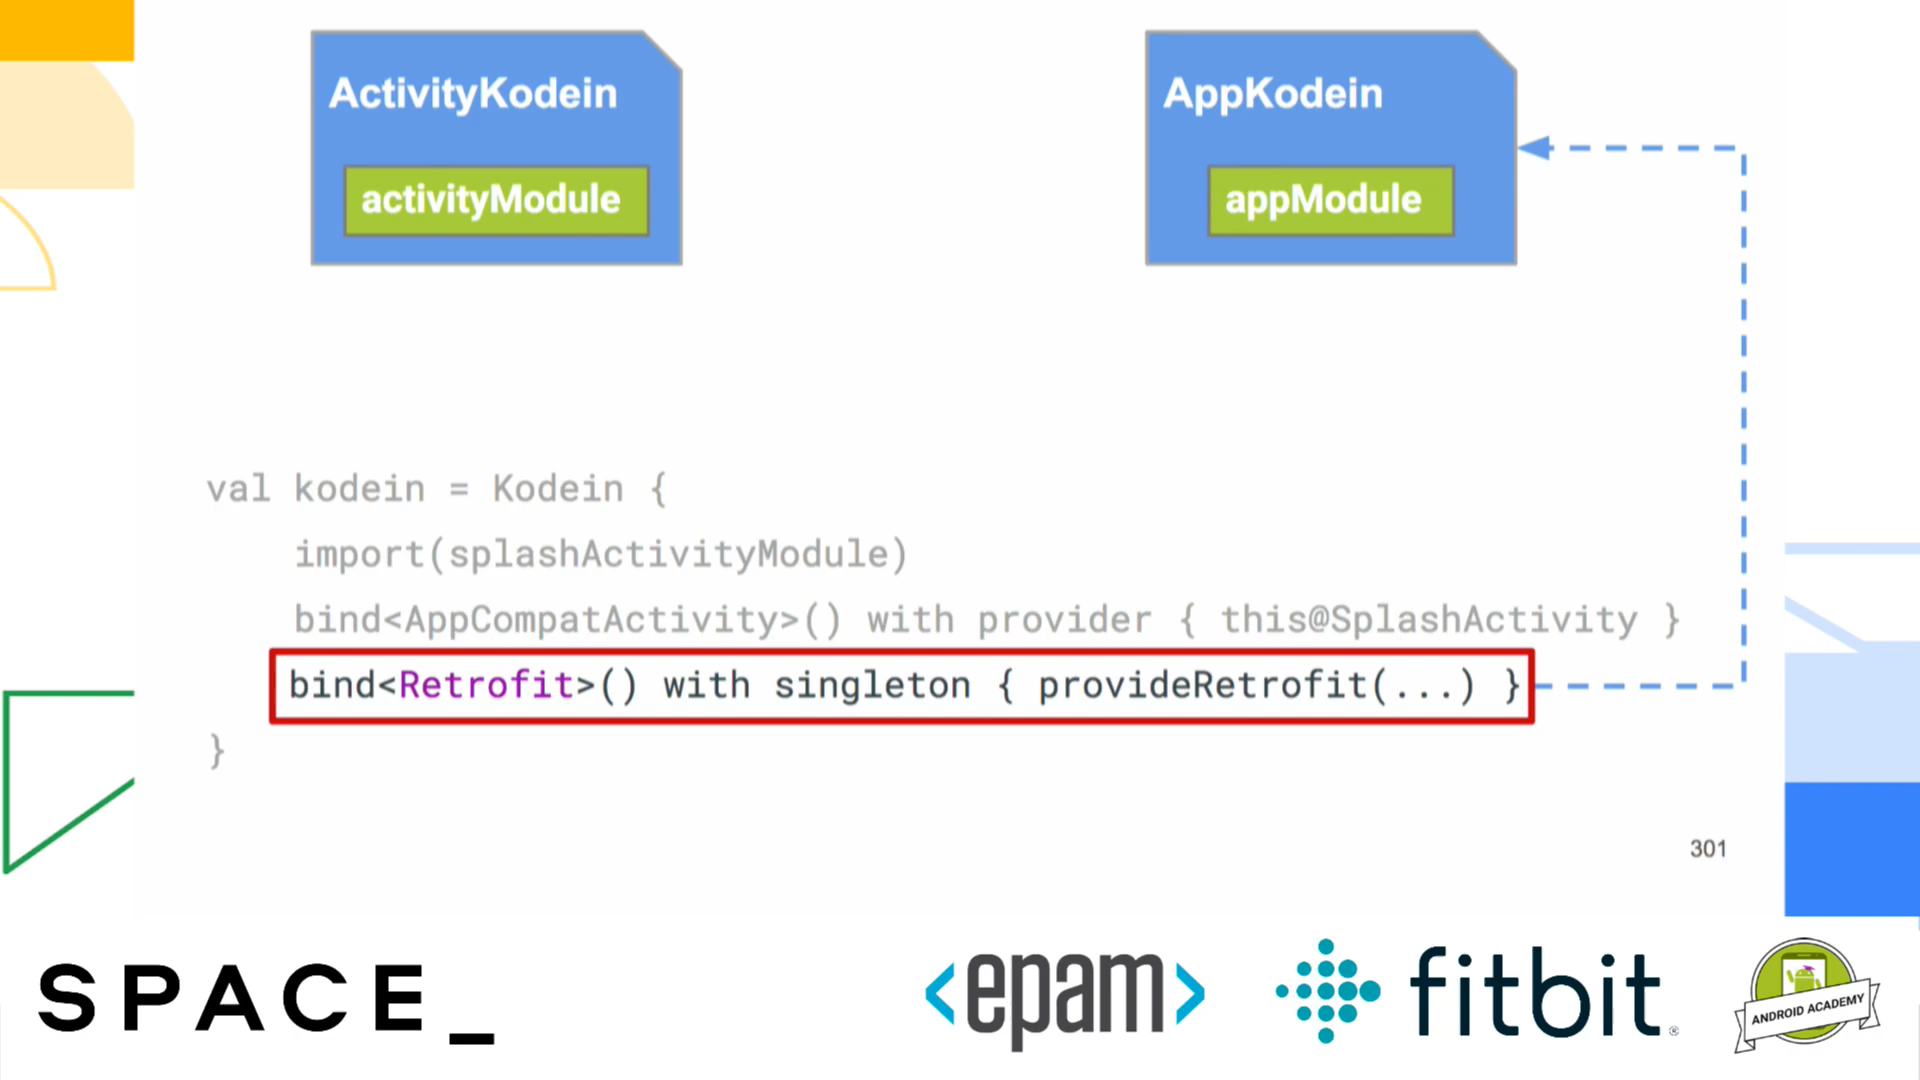 ActivityKodein
activityModule
AppKodein
appModule
val kodein = Kodein {
import(splashActivityModule)
bind<AppCompatActivity>() with provider { this@SplashActivity }
bind<Retrofit>() with singleton { provideRetrofit(...) }
}
301
SPACE_
<epam>
fitbit®
ANDROID ACADEMY